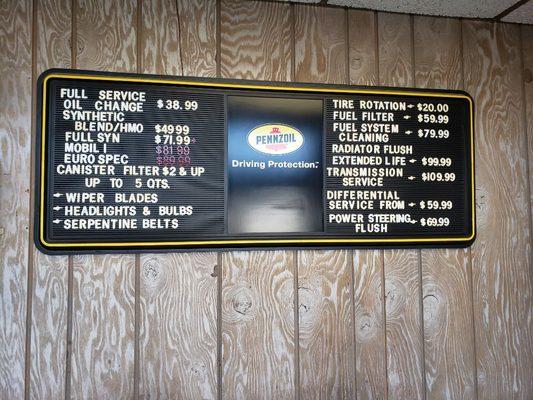 FULL SERVICE
OIL CHANGE $38.99
SYNTHETIC
BLEND/HMO $49.99
FULL SYN $71.99
MOBIL 1 $81.99
EURO SPEC $89.99
CANISTER FILTER $2 & UP
UP TO 5 QTS.
WIPER BLADES
HEADLIGHTS & BULBS
SERPENTINE BELTS
PENNZOIL
Driving Protection.
TIRE ROTATION $20.00
FUEL FILTER $59.99
FUEL SYSTEM
CLEANING $79.99
RADIATOR FLUSH
EXTENDED LIFE $99.99
TRANSMISSION
SERVICE $109.99
DIFFERENTIAL
SERVICE FROM $59.99
POWER STEERING
FLUSH $69.99